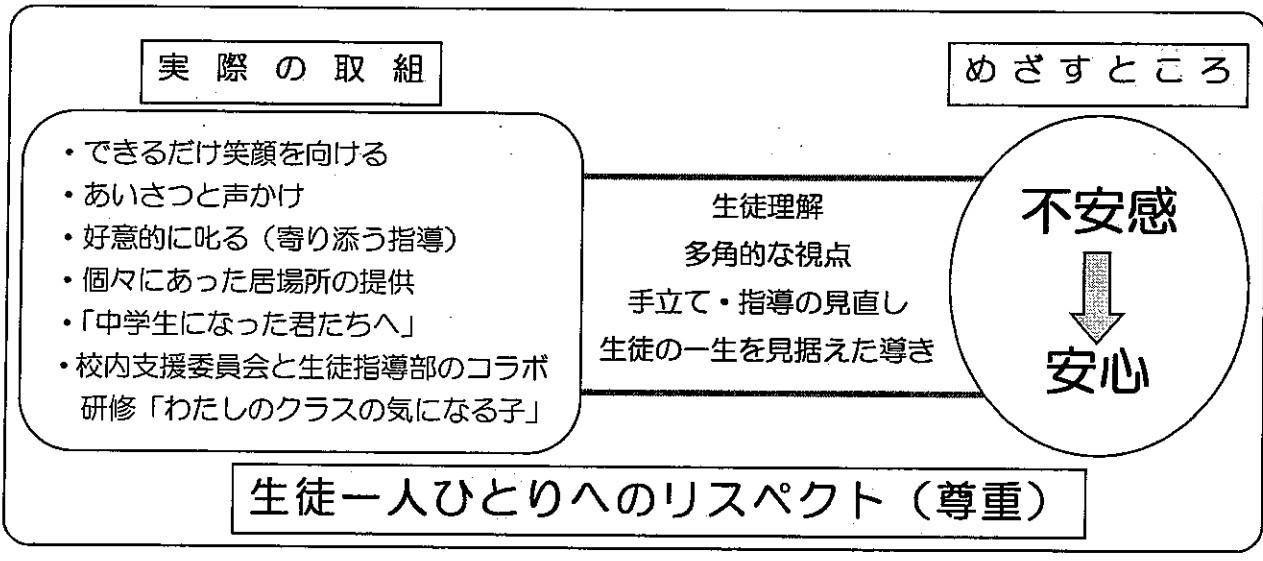 実際の取組
・できるだけ笑顔を向ける
・あいさつと声かけ
・好意的に叱る（寄り添う指導）
・個々にあった居場所の提供
・「中学生になった君たちへ」
・校内支援委員会と生徒指導部のコラボ
研修「わたしのクラスの気になる子」
生徒理解
多角的な視点
手立て・指導の見直し
生徒の一生を見据えた導き
めざすところ
不安感
安心
生徒一人ひとりへのリスペクト（尊重）